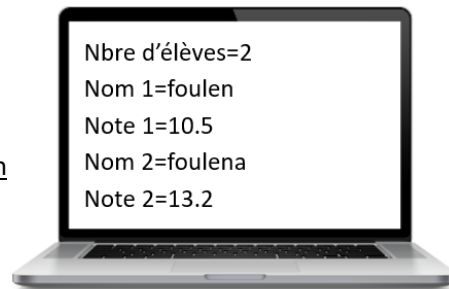 Nbre d'élèves=2
Nom 1=foulen
Note 1=10.5
Nom 2=foulena
Note 2=13.2